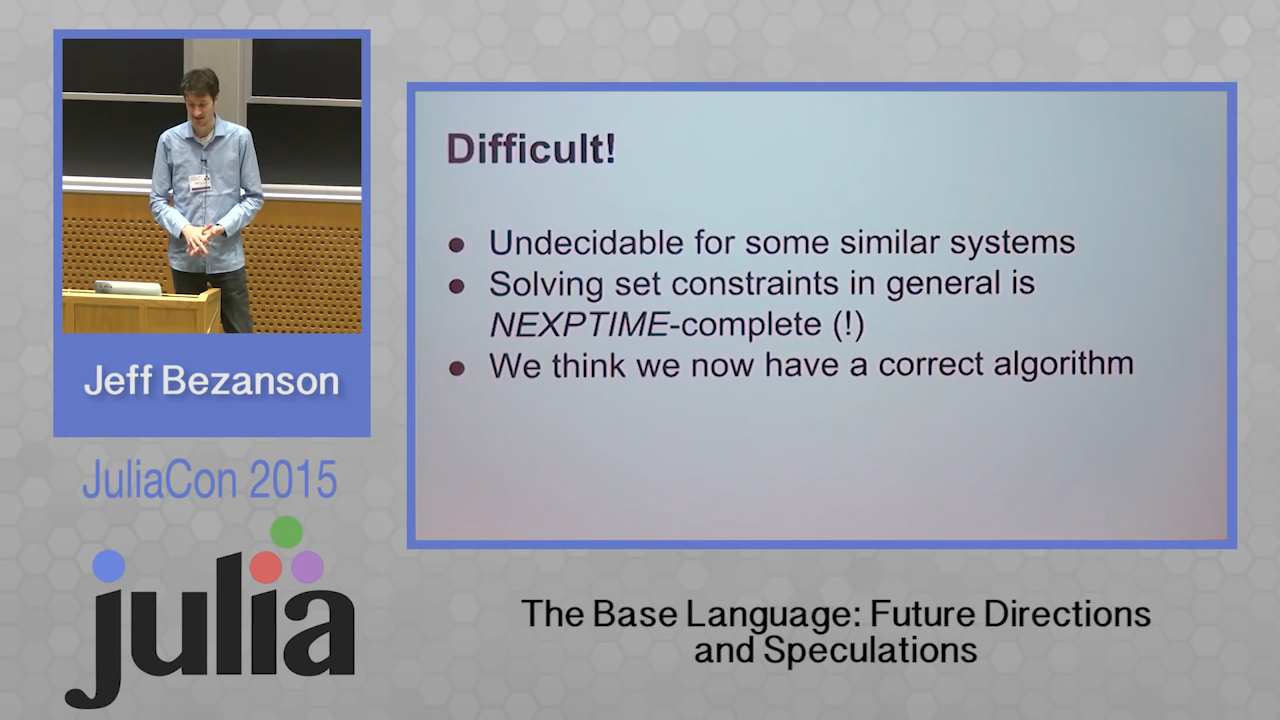 Jeff Bezanson
JuliaCon 2015
julia
Difficult!
● Undecidable for some similar systems
● Solving set constraints in general is
NEXPTIME-complete (!)
● We think we now have a correct algorithm
The Base Language: Future Directions
and Speculations